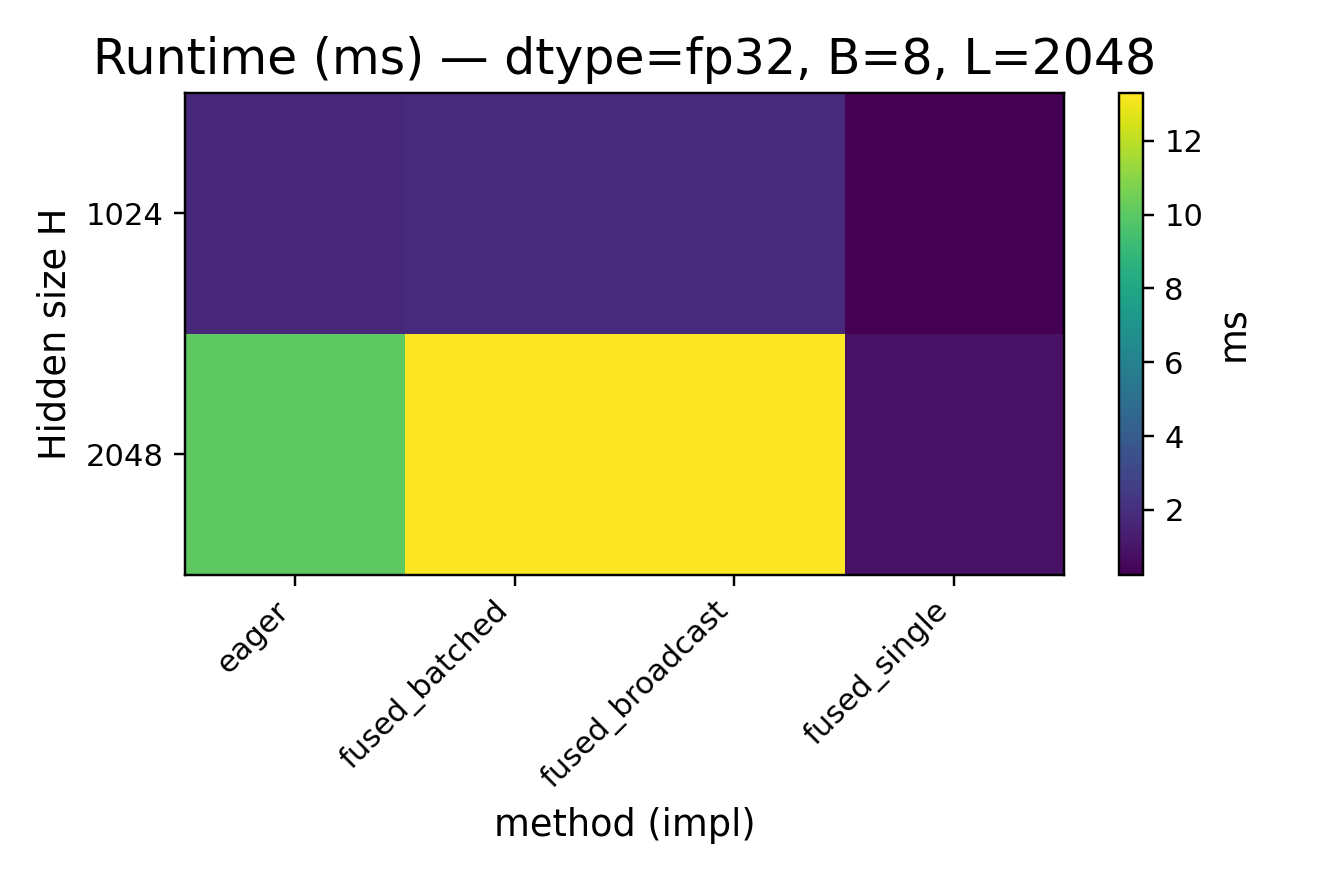 Runtime (ms) — dtype=fp32, B=8, L=2048
Hidden size H
1024
2048
eager
fused_batched
fused_broadcast
fused_single
method (impl)
12
10
8
6
4
2
ms